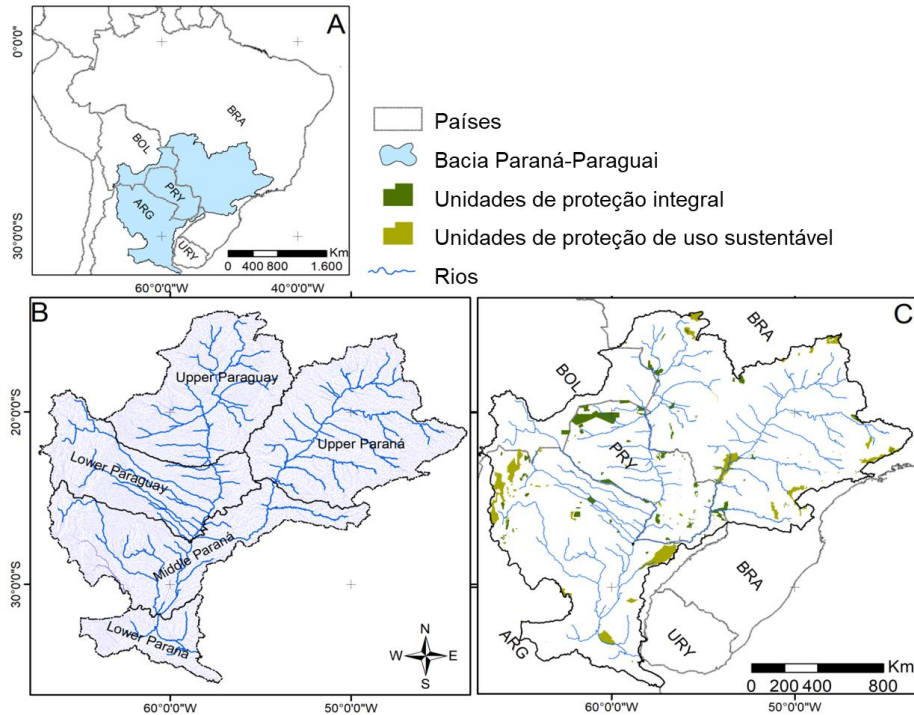 A
0°0'0"
30°0'0"S
BRA
BOL
PRY
ARG
URY
Km
0 400 800 1.600
60°0'0"W 40°0'0"W
Países
Bacia Paraná-Paraguai
Unidades de proteção integral
Unidades de proteção de uso sustentável
Rios
B
20°0'0"S
30°0'0"S
Upper Paraguay
Upper Paraná
Lower Paraguay
Middle Paraná
Lower Paraná
N
W E
S
60°0'0"W 50°0'0"W
C
BRA
BOL
PRY
BRA
URY
ARG
Km
0 200 400 800
60°0'0"W 50°0'0"W